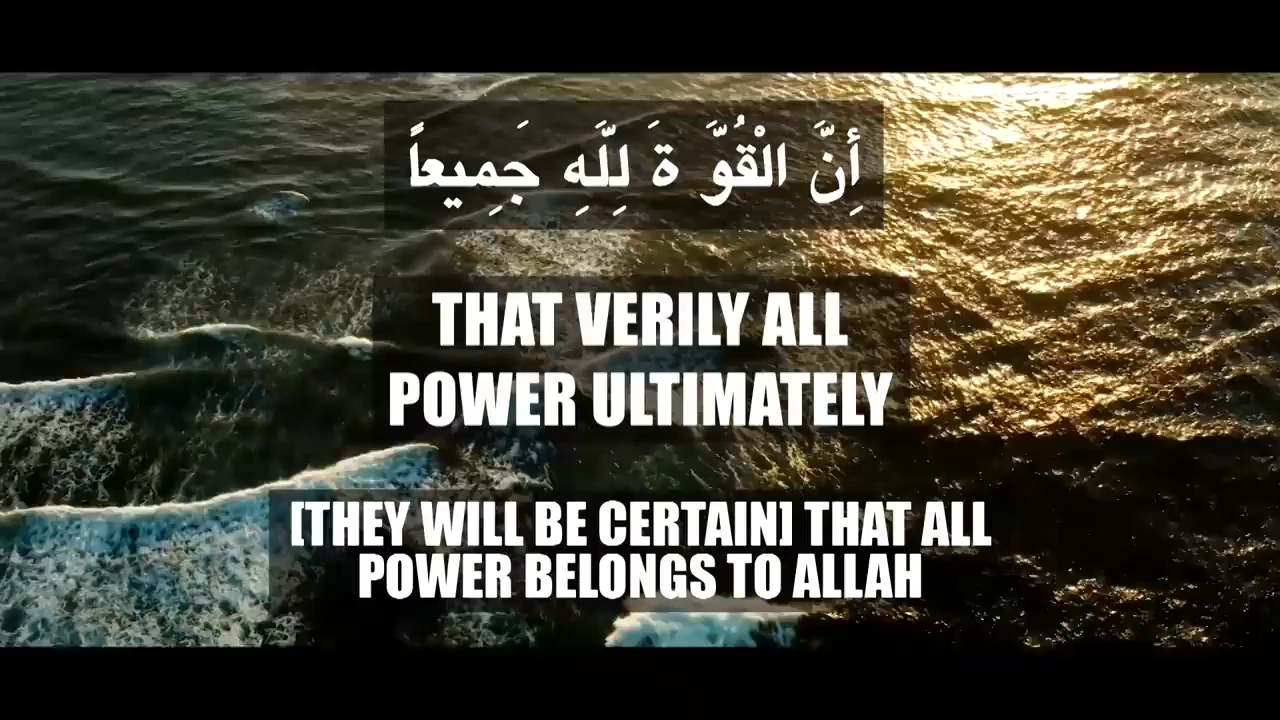 أَنَّ الْقُوَّ ةَ لِلَّهِ جَمِيعاً
THAT VERILY ALL
POWER ULTIMATELY
[THEY WILL BE CERTAIN] THAT ALL
POWER BELONGS TO ALLAH